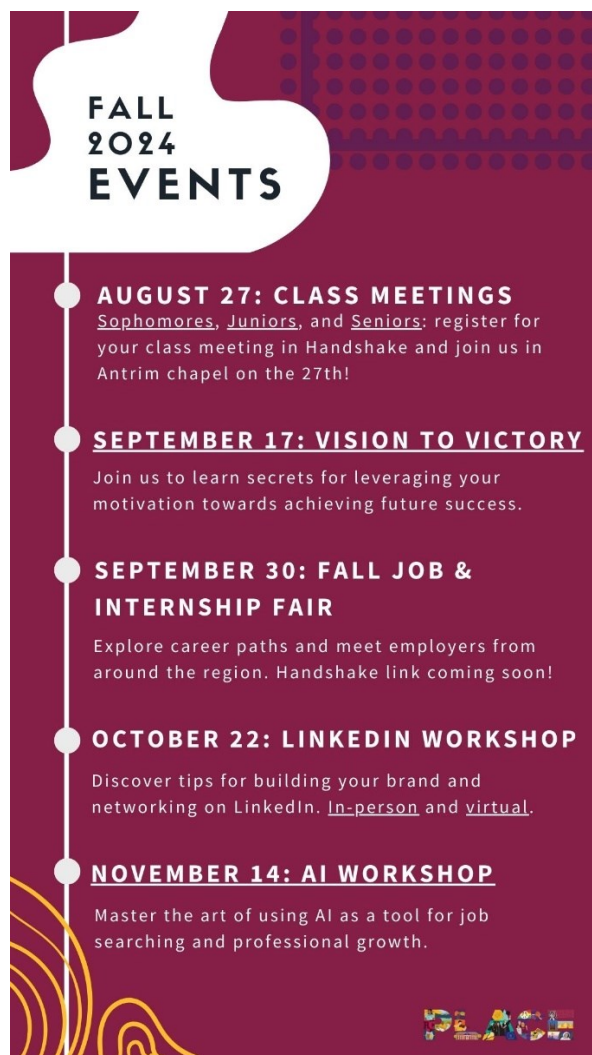 FALL
2024
EVENTS
AUGUST 27: CLASS MEETINGS
Sophomores, Juniors, and Seniors: register for
your class meeting in Handshake and join us in
Antrim chapel on the 27th!
SEPTEMBER 17: VISION TO VICTORY
Join us to learn secrets for leveraging your
motivation towards achieving future success.
SEPTEMBER 30: FALL JOB &
INTERNSHIP FAIR
Explore career paths and meet employers from
around the region. Handshake link coming soon!
OCTOBER 22: LINKEDIN WORKSHOP
Discover tips for building your brand and
networking on LinkedIn. In-person and virtual.
NOVEMBER 14: AI WORKSHOP
Master the art of using AI as a tool for job
searching and professional growth.
PLACE